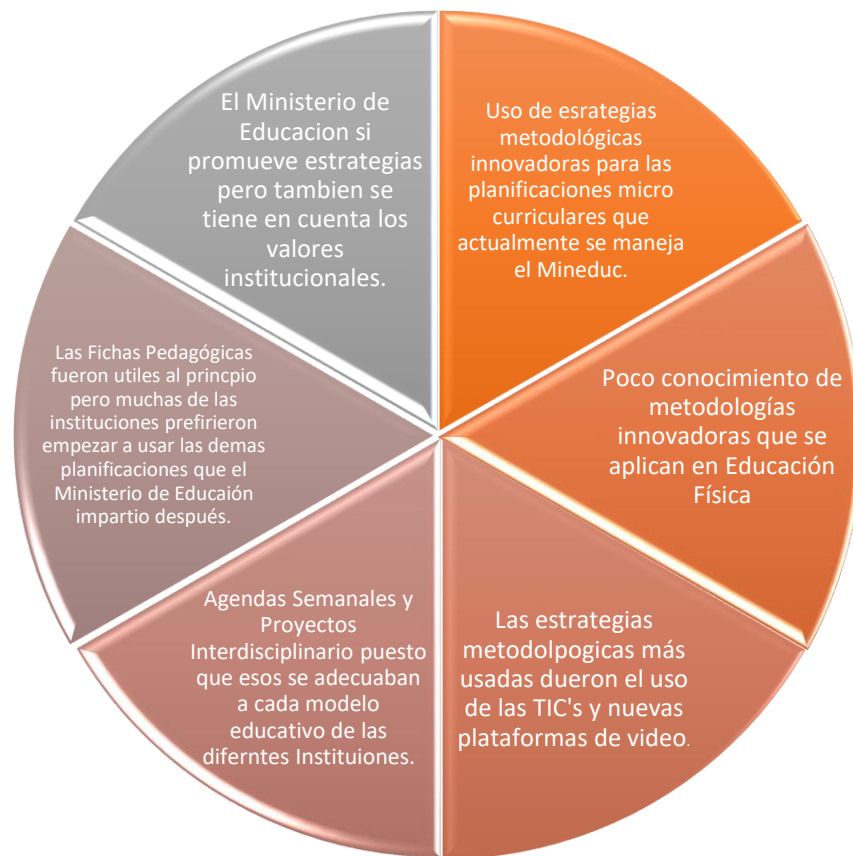 Uso de esrategias
metodológicas
innovadoras para las
planificaciones micro
curriculares que
actualmente se maneja
el Mineduc.
Poco conocimiento de
metodologías
innovadoras que se
aplican en Educación
Física
Las estrategias
metodolpogicas más
usadas dueron el uso
de las TIC's y nuevas
plataformas de video.
Agendas Semanales y
Proyectos
Interdisciplinario puesto
que esos se adecuaban
a cada modelo
educativo de las
diferntes Instituiones.
Las Fichas Pedagógicas
fueron utiles al princpio
pero muchas de las
instituciones prefirieron
empezar a usar las demas
planificaciones que el
Ministerio de Educaión
impartio después.
El Ministerio de
Educacion si
promueve estrategias
pero tambien se
tiene en cuenta los
valores
institucionales.